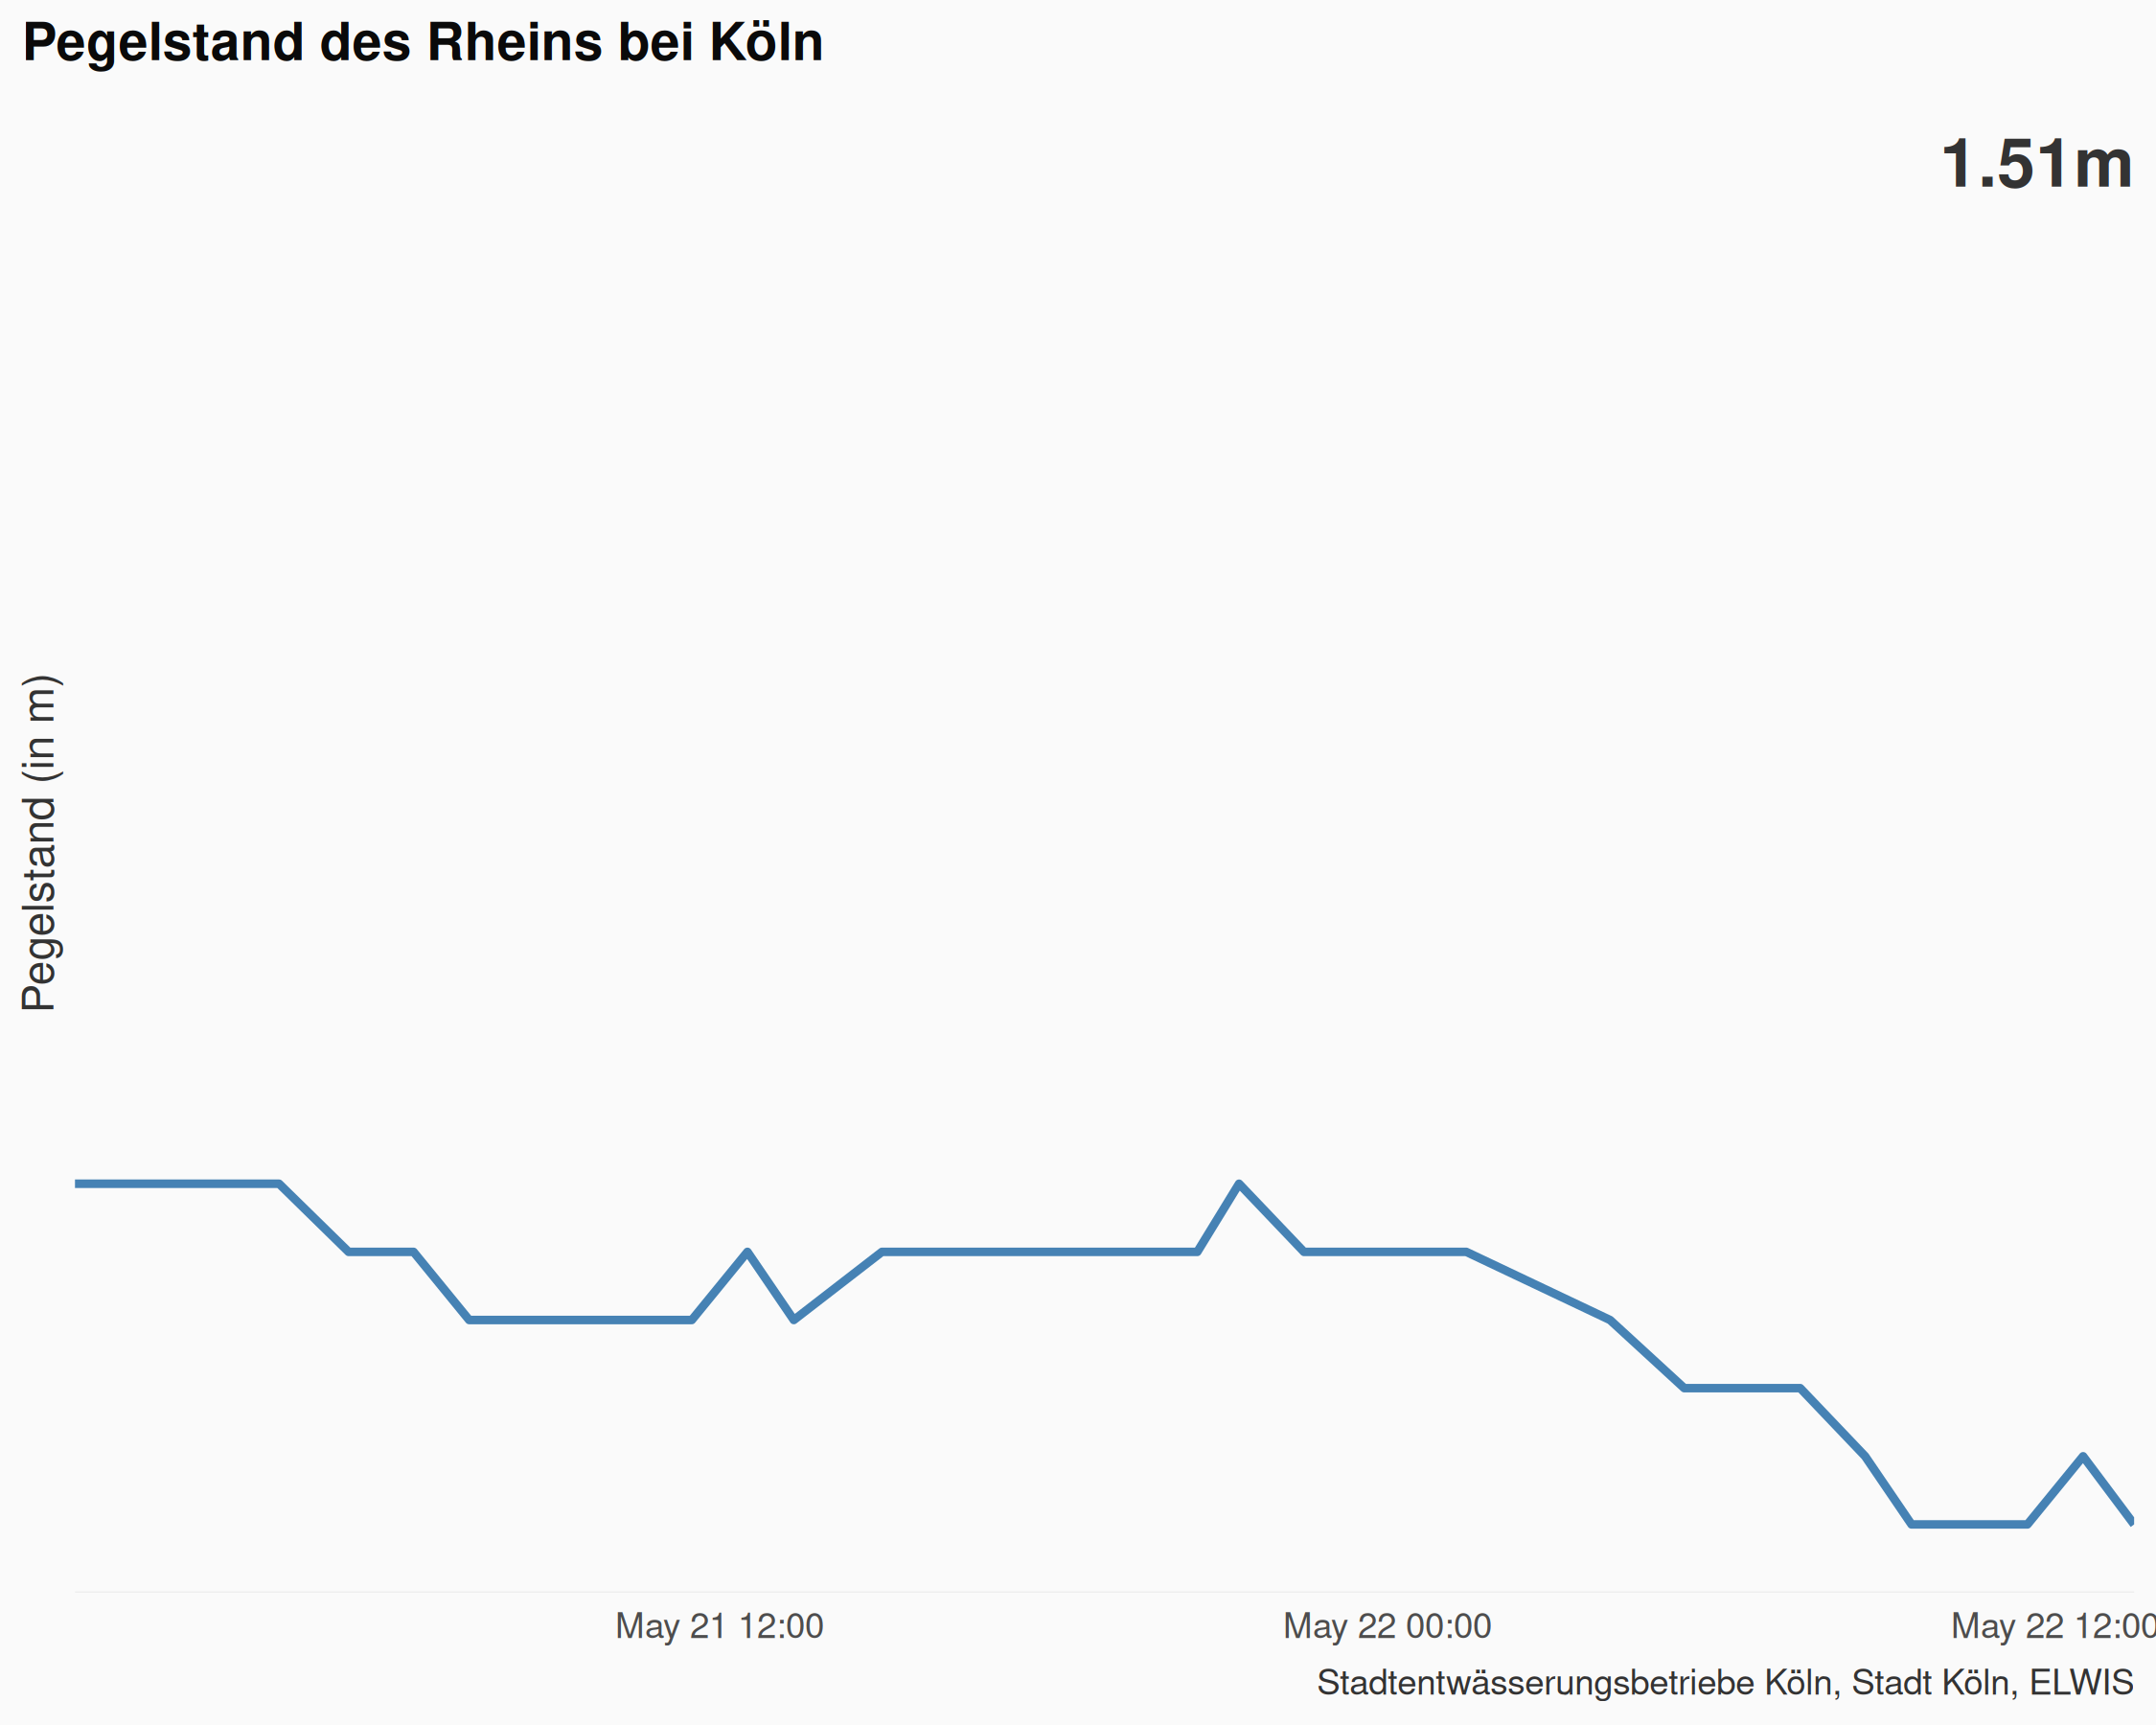 Pegelstand des Rheins bei Köln
1.51m
Pegelstand (in m)
May 21 12:00
May 22 00:00
May 22 12:00
Stadtentwässerungsbetriebe Köln, Stadt Köln, ELWIS